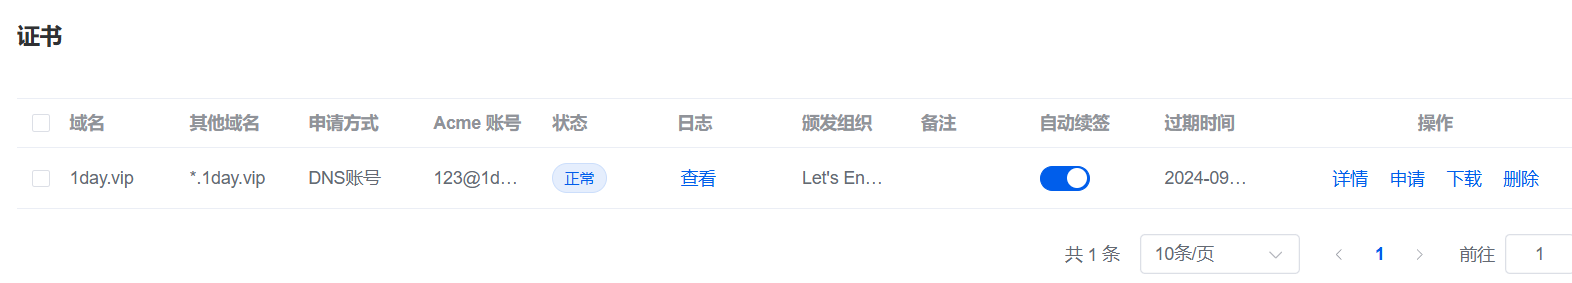 证书
域名 其他域名 申请方式 Acme 账号 状态 日志 颁发组织 备注 自动续签 过期时间 操作
1day.vip *.1day.vip DNS账号 123@1d... 正常 查看 Let's En... 2024-09... 详情 申请 下载 删除
共 1 条 10条/页 1 前往 1